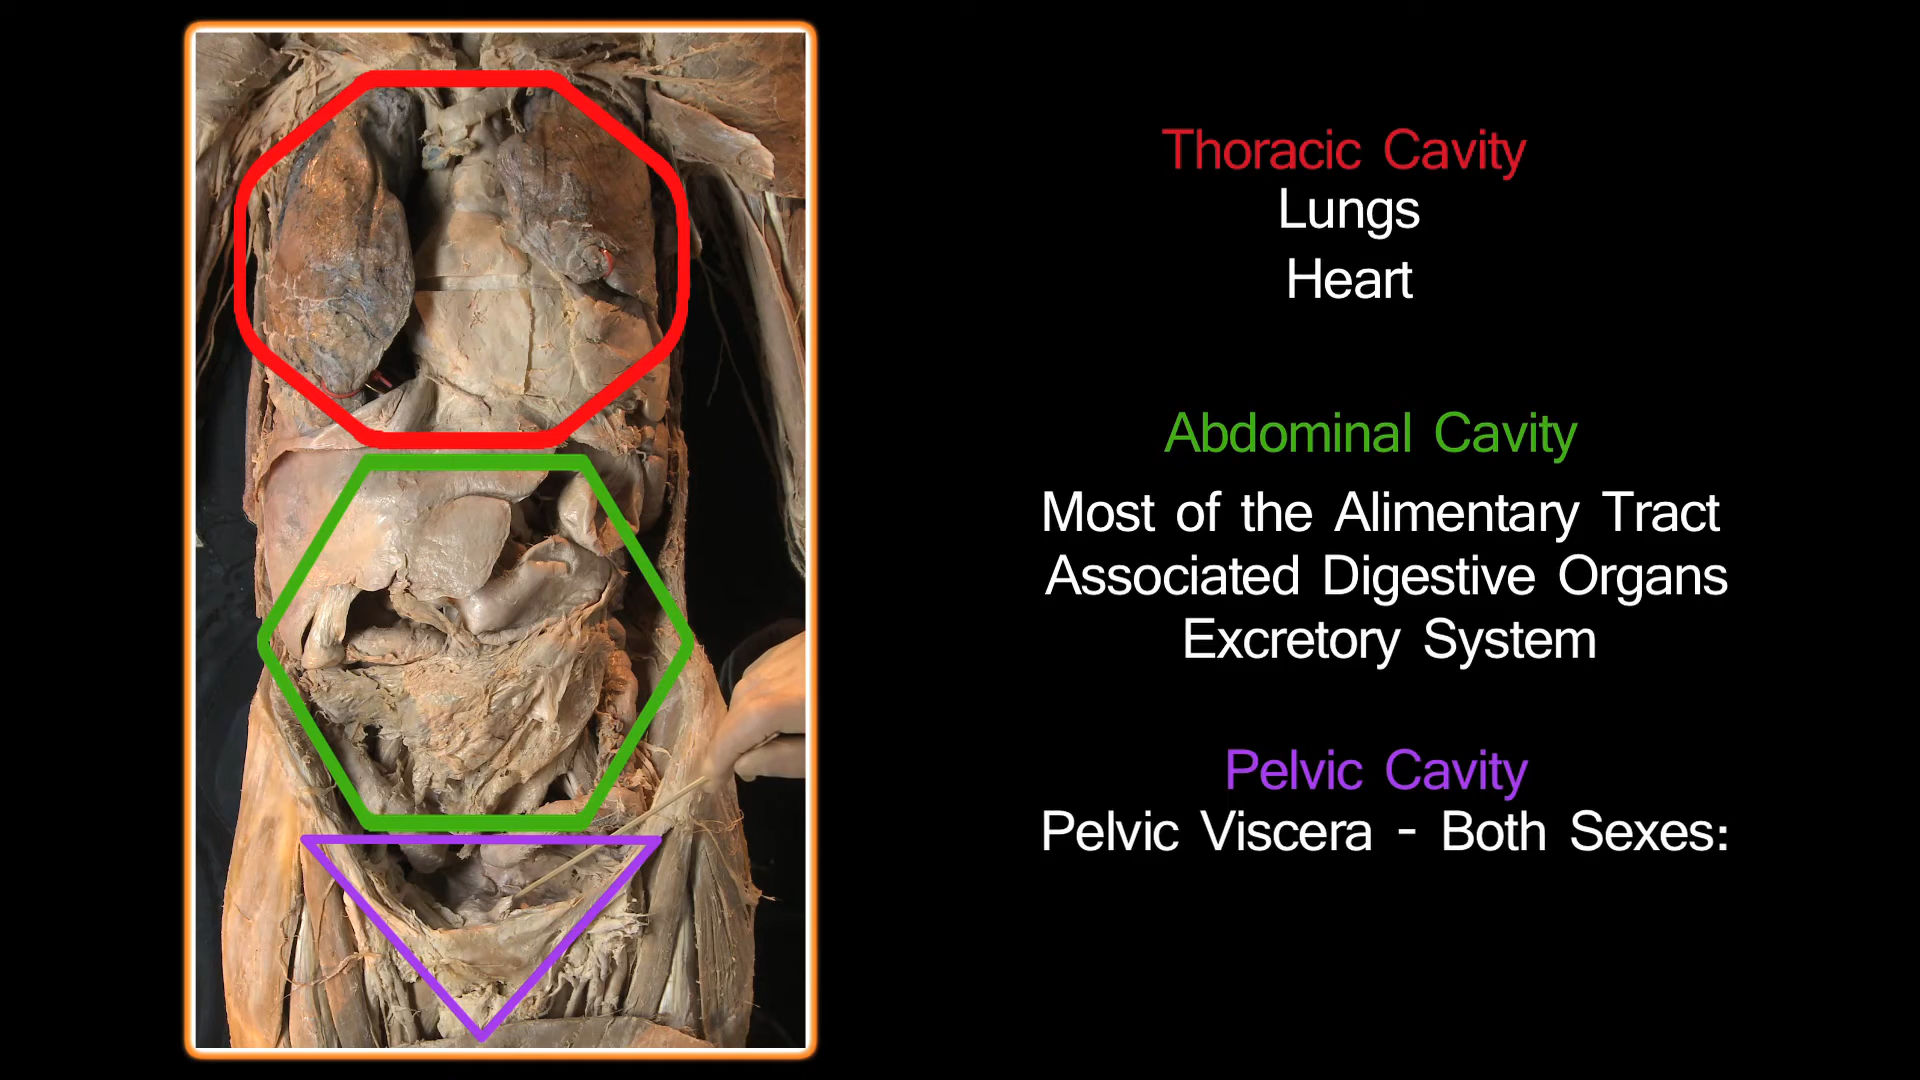 Thoracic Cavity
Lungs
Heart
Abdominal Cavity
Most of the Alimentary Tract
Associated Digestive Organs
Excretory System
Pelvic Cavity
Pelvic Viscera - Both Sexes: